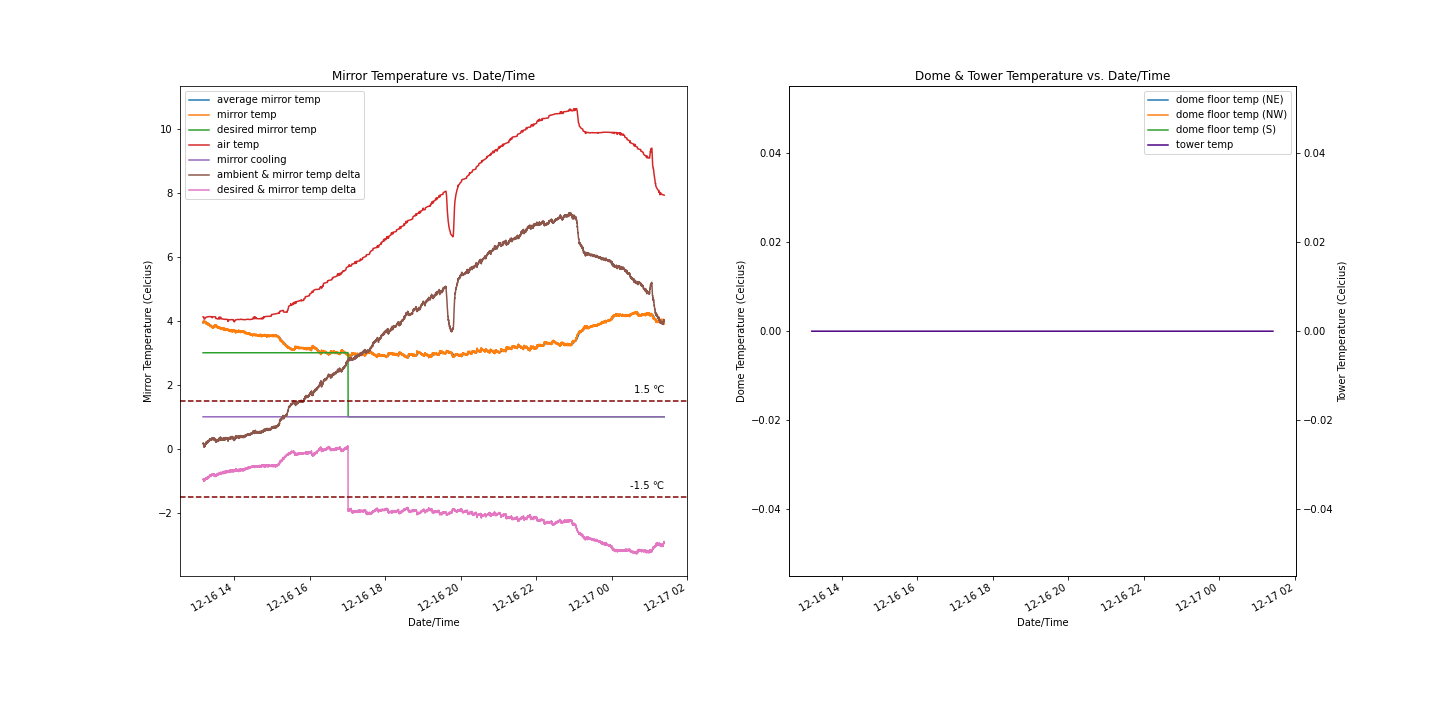 Mirror Temperature vs. Date/Time
average mirror temp
mirror temp
desired mirror temp
air temp
mirror cooling
ambient & mirror temp delta
desired & mirror temp delta
10
8
6
4
2
0
−2
Mirror Temperature (Celcius)
1.5 ℃
-1.5 ℃
12-16 14
12-16 16
12-16 18
12-16 20
12-16 22
12-17 00
12-17 02
Date/Time
Dome & Tower Temperature vs. Date/Time
dome floor temp (NE)
dome floor temp (NW)
dome floor temp (S)
tower temp
0.04
0.02
0.00
−0.02
−0.04
Dome Temperature (Celcius)
0.04
0.02
0.00
−0.02
−0.04
Tower Temperature (Celcius)
12-16 14
12-16 16
12-16 18
12-16 20
12-16 22
12-17 00
12-17 02
Date/Time